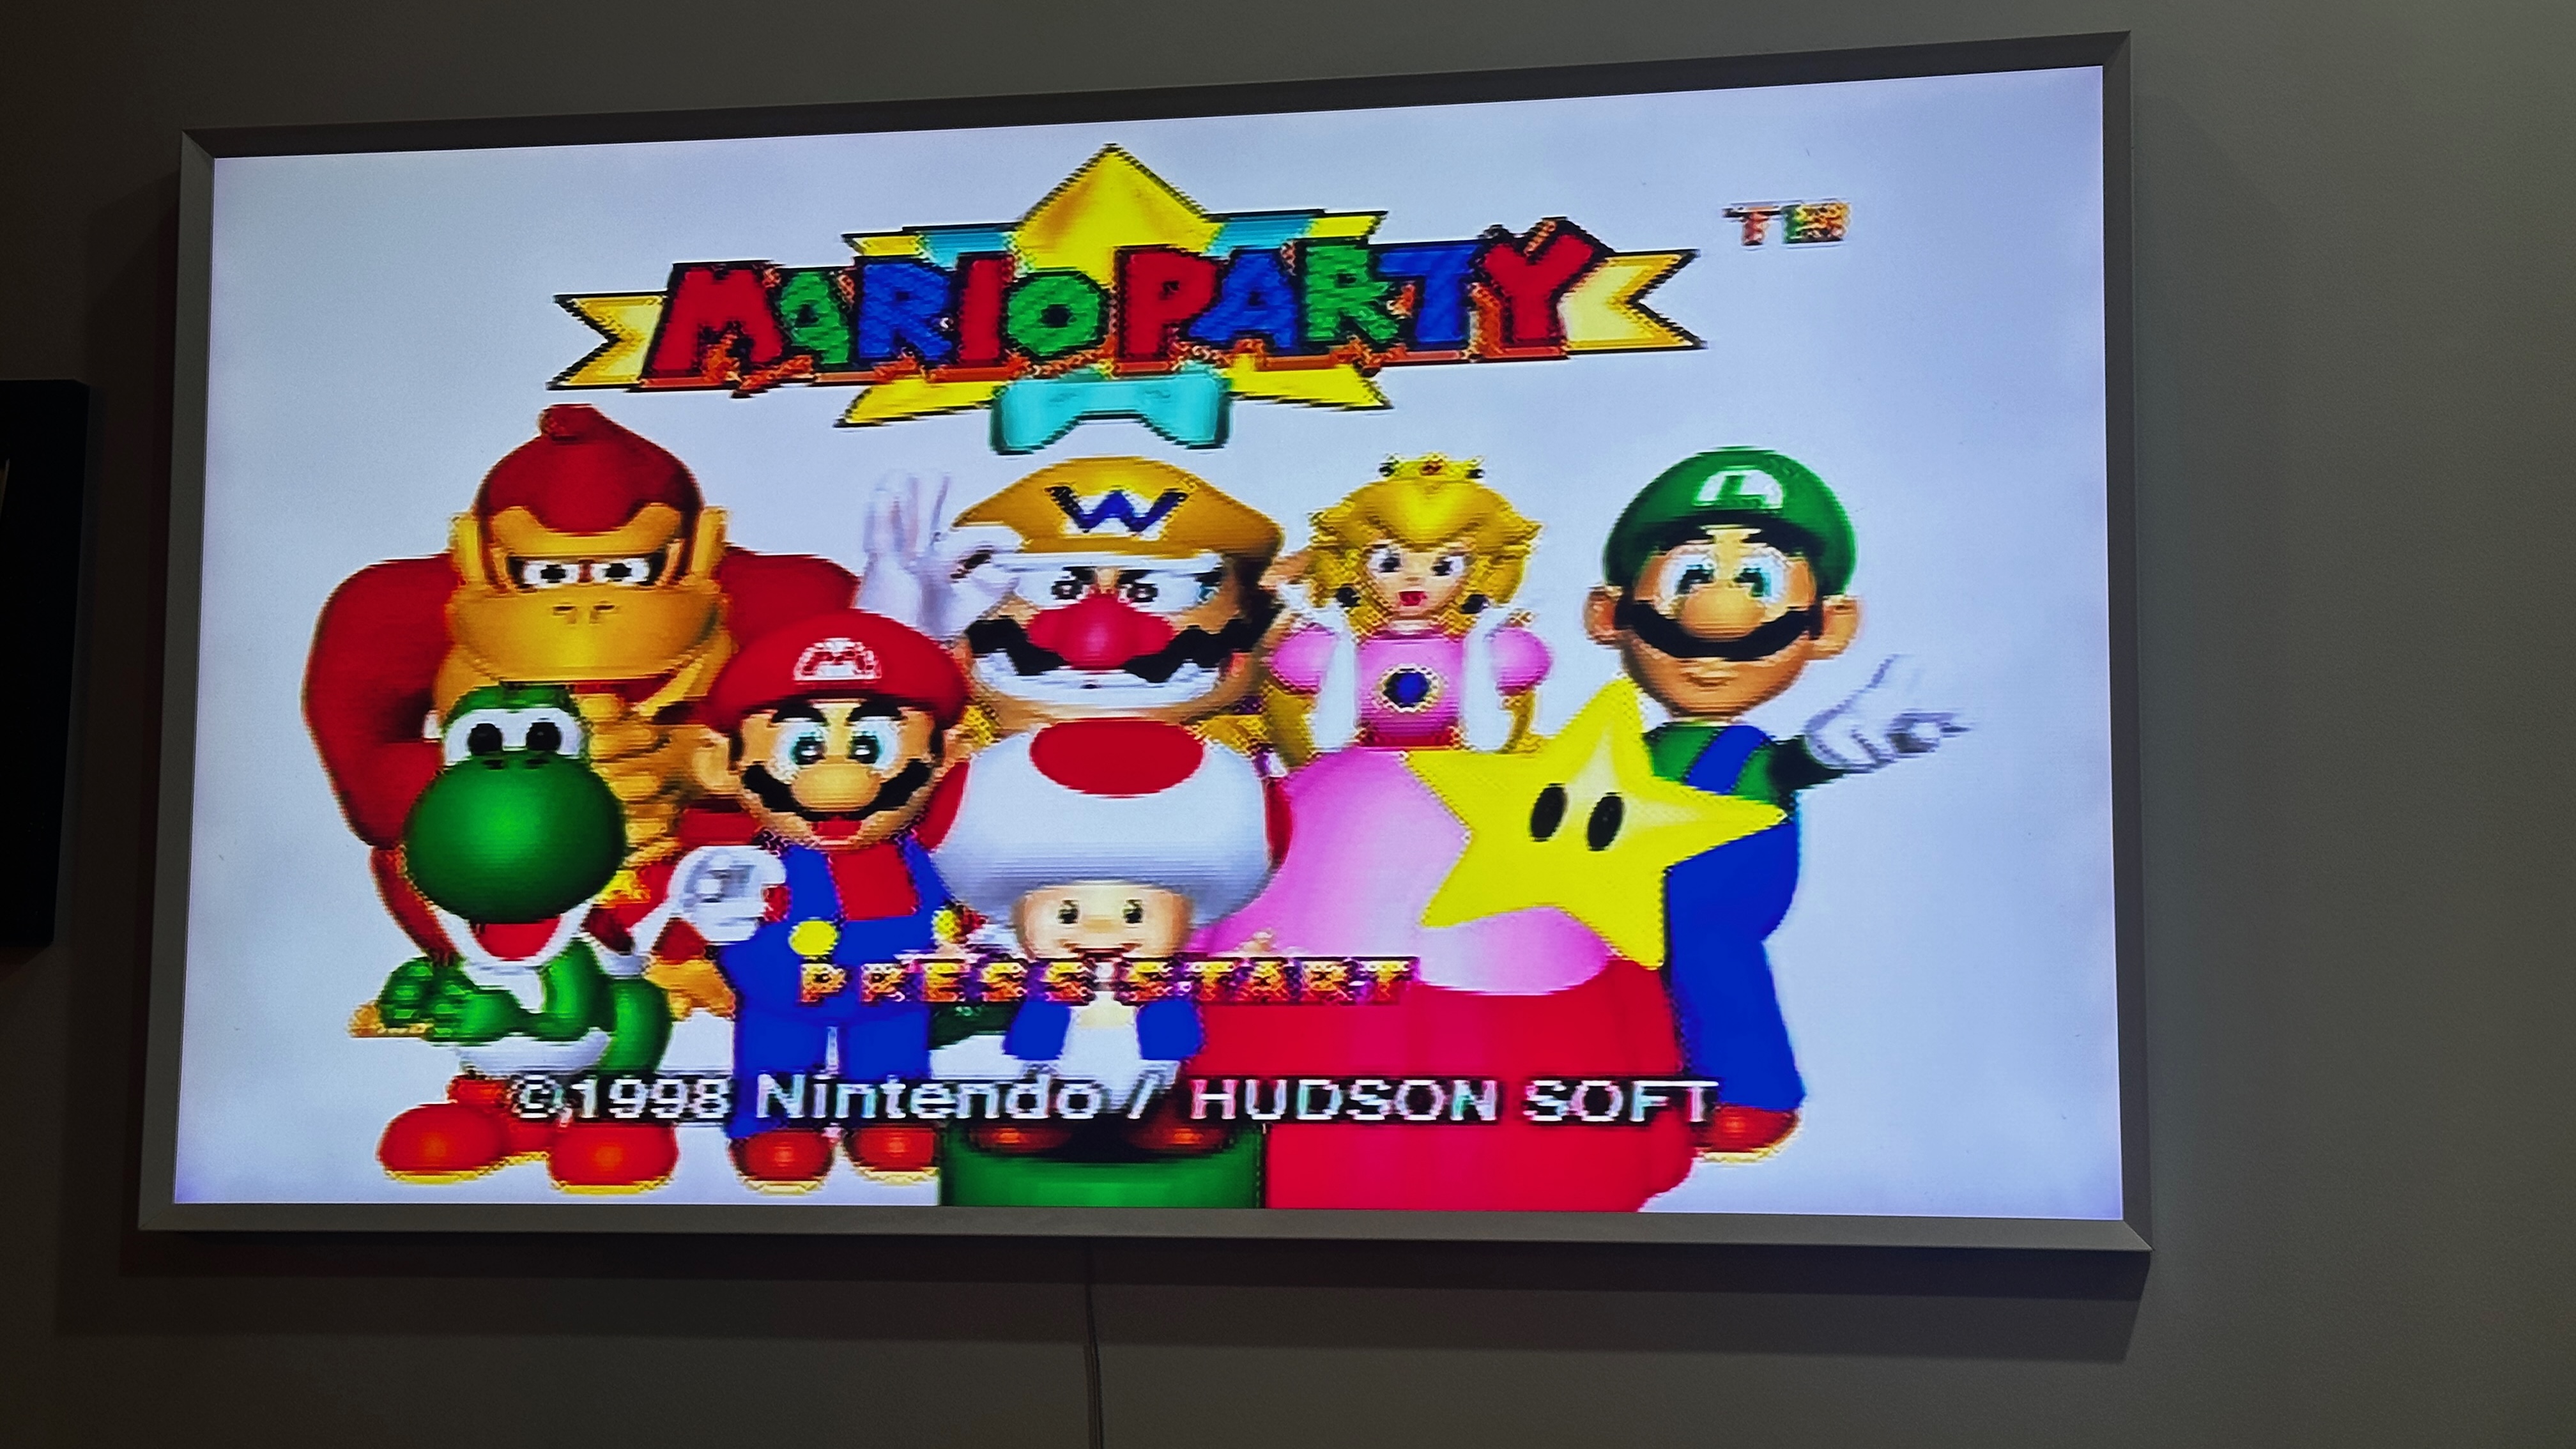 MARIO PARTY
TM
W
L
M
PRESS START
©1998 Nintendo / HUDSON SOFT